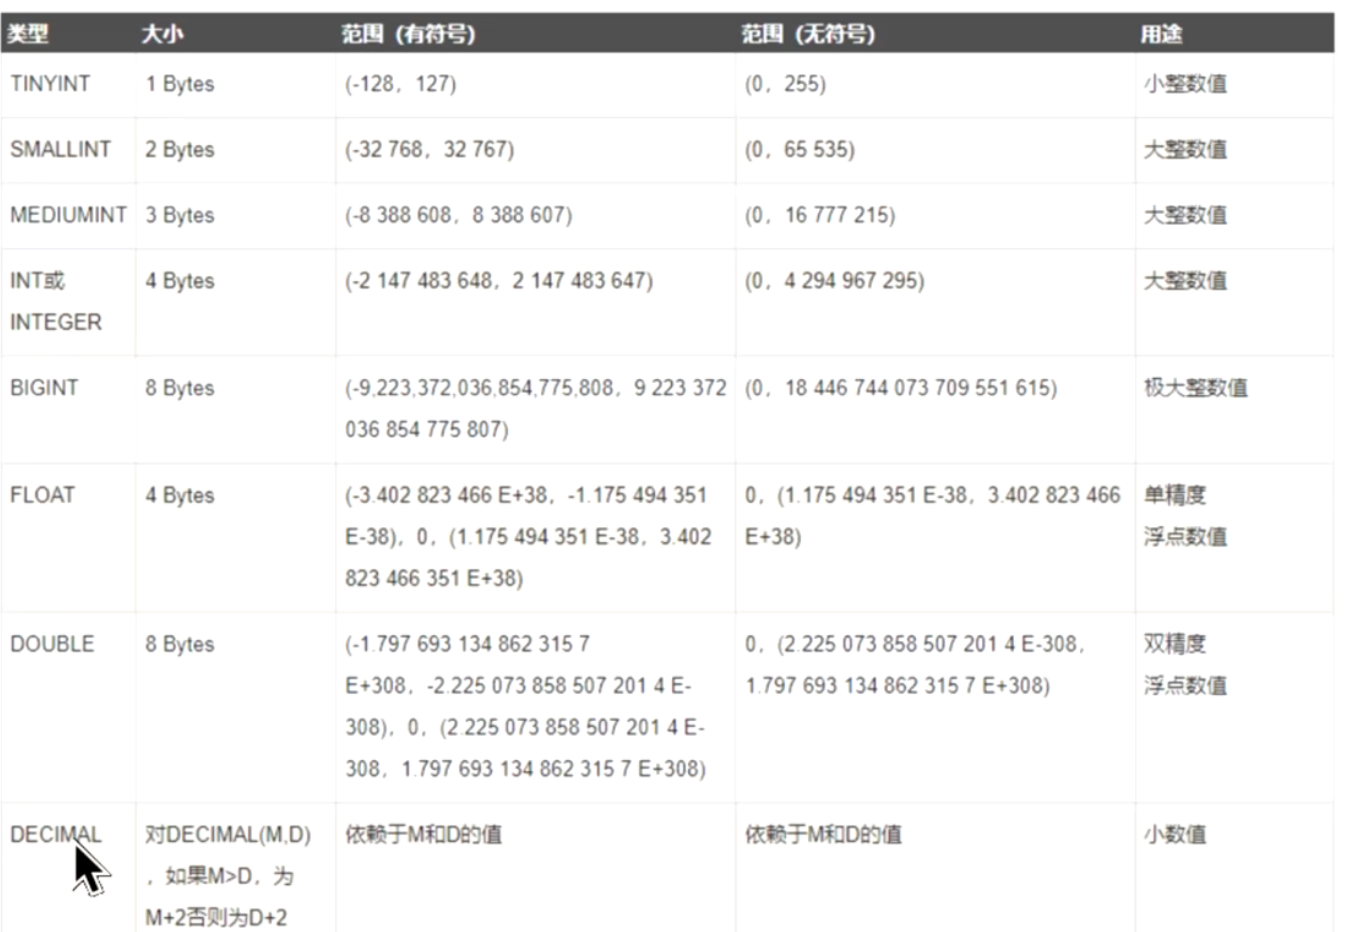 类型 大小 范围（有符号） 范围（无符号） 用途
TINYINT 1 Bytes (-128，127) (0，255) 小整数值
SMALLINT 2 Bytes (-32 768，32 767) (0，65 535) 大整数值
MEDIUMINT 3 Bytes (-8 388 608，8 388 607) (0，16 777 215) 大整数值
INT或 4 Bytes (-2 147 483 648，2 147 483 647) (0，4 294 967 295) 大整数值
INTEGER
BIGINT 8 Bytes (-9,223,372,036,854,775,808，9 223 372 (0，18 446 744 073 709 551 615) 极大整数值
036 854 775 807)
FLOAT 4 Bytes (-3.402 823 466 E+38，-1.175 494 351 0，(1.175 494 351 E-38，3.402 823 466 单精度
E-38)，0，(1.175 494 351 E-38，3.402 E+38) 浮点数值
823 466 351 E+38)
DOUBLE 8 Bytes (-1.797 693 134 862 315 7 0，(2.225 073 858 507 201 4 E-308， 双精度
E+308，-2.225 073 858 507 201 4 E- 1.797 693 134 862 315 7 E+308) 浮点数值
308)，0，(2.225 073 858 507 201 4 E-
308，1.797 693 134 862 315 7 E+308)
DECIMAL 对DECIMAL(M,D) 依赖于M和D的值 依赖于M和D的值 小数值
，如果M>D，为
M+2否则为D+2